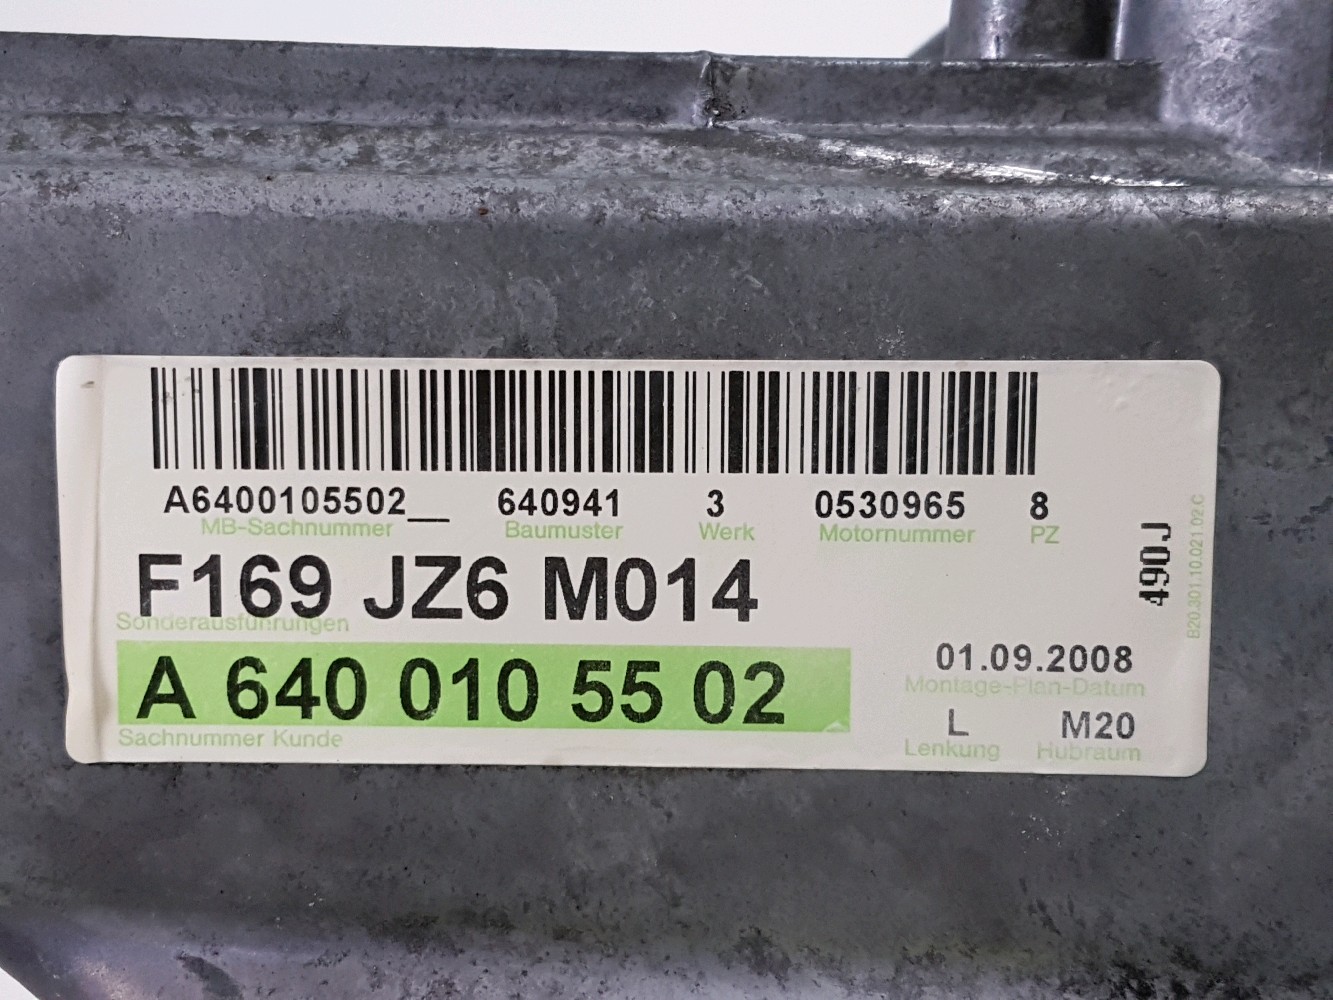 A6400105502__ 640941 3 0530965 8
MB-Sachnummer Baumuster Werk Motornummer PZ
F169 JZ6 M014
Sonderausführungen
A 640 010 55 02
Sachnummer Kunde
01.09.2008
Montage-Plan-Datum
L M20
Lenkung Hubraum
490J
B20.301.10.021.02.C